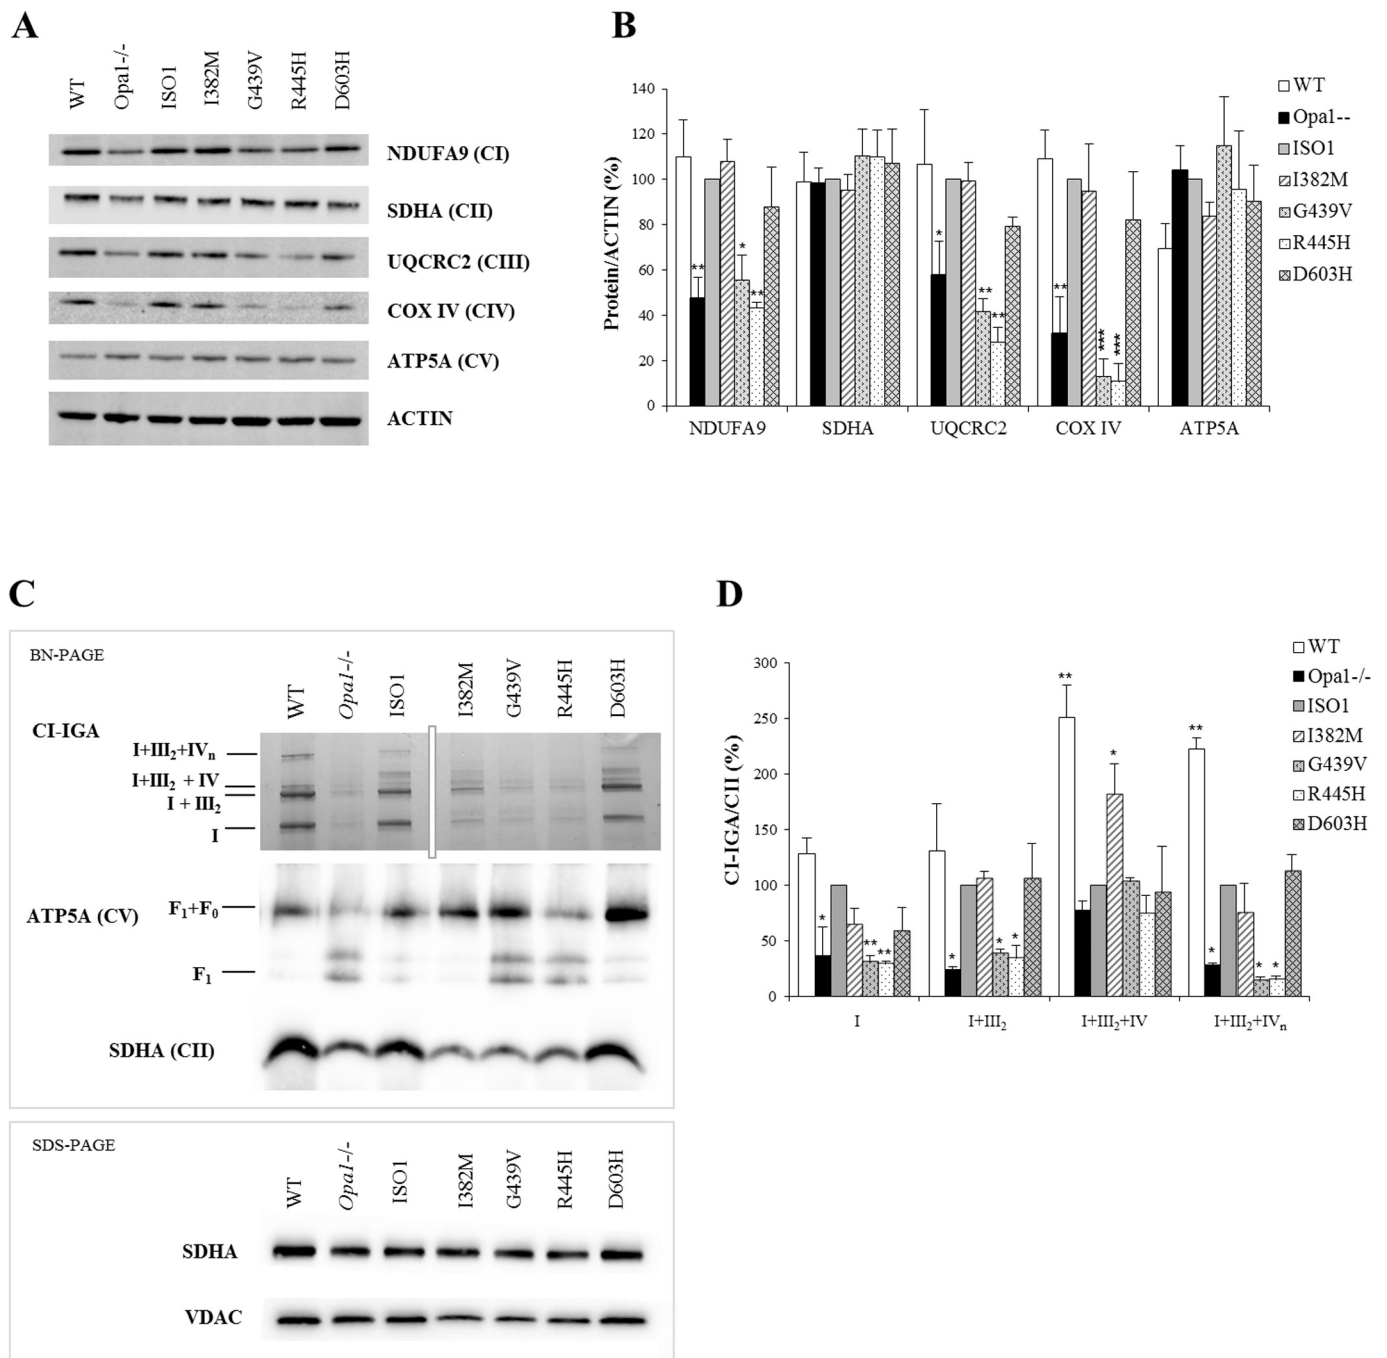 A
WT
Opa1-/-
ISO1
I382M
G439V
R445H
D603H
NDUFA9 (CI)
SDHA (CII)
UQCRC2 (CIII)
COX IV (CIV)
ATP5A (CV)
ACTIN
B
Protein/ACTIN (%)
140
120
100
80
60
40
20
0
** * **
* ** **
** *** ***
NDUFA9 SDHA UQCRC2 COX IV ATP5A
WT
Opa1--
ISO1
I382M
G439V
R445H
D603H
C
BN-PAGE
WT
Opa1-/-
ISO1
I382M
G439V
R445H
D603H
CI-IGA
I+III2+IVn
I+III2 + IV
I + III2
I
ATP5A (CV)
F1+F0
F1
SDHA (CII)
SDS-PAGE
WT
Opa1-/-
ISO1
I382M
G439V
R445H
D603H
SDHA
VDAC
D
CI-IGA/CII (%)
300
250
200
150
100
50
0
* ** **
* * *
** *
** * * *
I I+III2 I+III2+IV I+III2+IVn
WT
Opa1-/-
ISO1
I382M
G439V
R445H
D603H